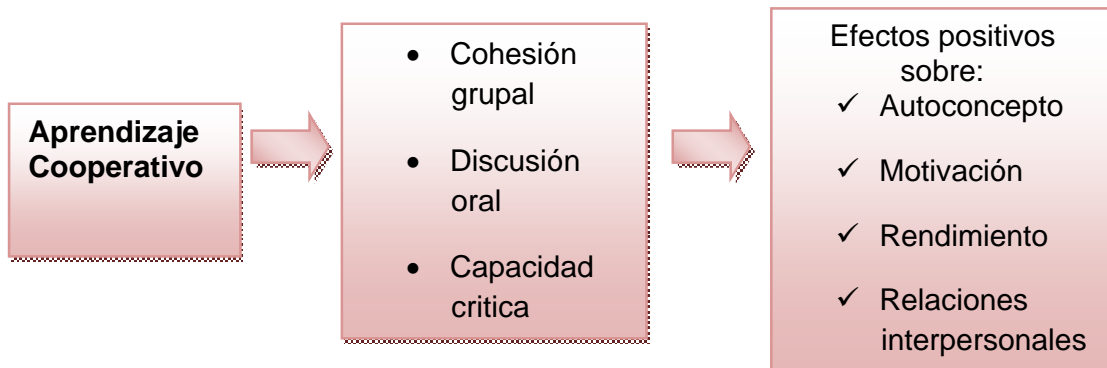 Aprendizaje
Cooperativo
• Cohesión
grupal
• Discusión
oral
• Capacidad
critica
Efectos positivos
sobre:
✓ Autoconcepto
✓ Motivación
✓ Rendimiento
✓ Relaciones
interpersonales